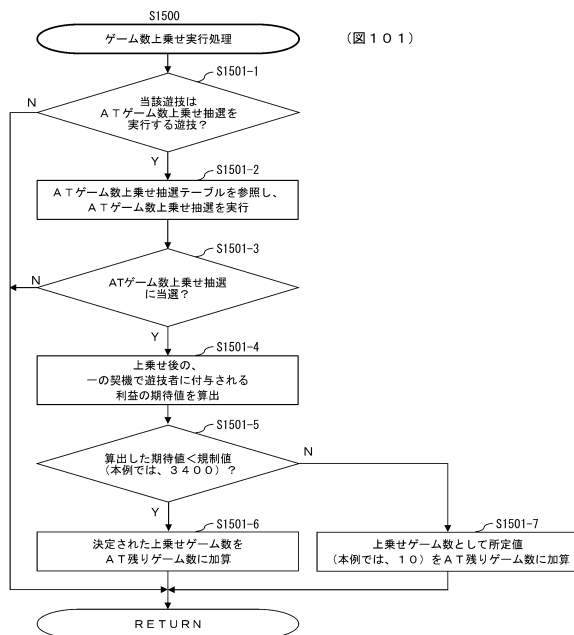 S1500
ゲーム数上乗せ実行処理
(図101)
S1501-1
当該遊技は
ATゲーム数上乗せ抽選を
実行する遊技?
N
Y
S1501-2
ATゲーム数上乗せ抽選テーブルを参照し、
ATゲーム数上乗せ抽選を実行
S1501-3
ATゲーム数上乗せ抽選
に当選?
N
Y
S1501-4
上乗せ後の、
一の契機で遊技者に付与される
利益の期待値を算出
S1501-5
算出した期待値<規制値
(本例では、3400)?
N
Y
S1501-6
決定された上乗せゲーム数を
AT残りゲーム数に加算
S1501-7
上乗せゲーム数として所定値
(本例では、10)をAT残りゲーム数に加算
RETURN